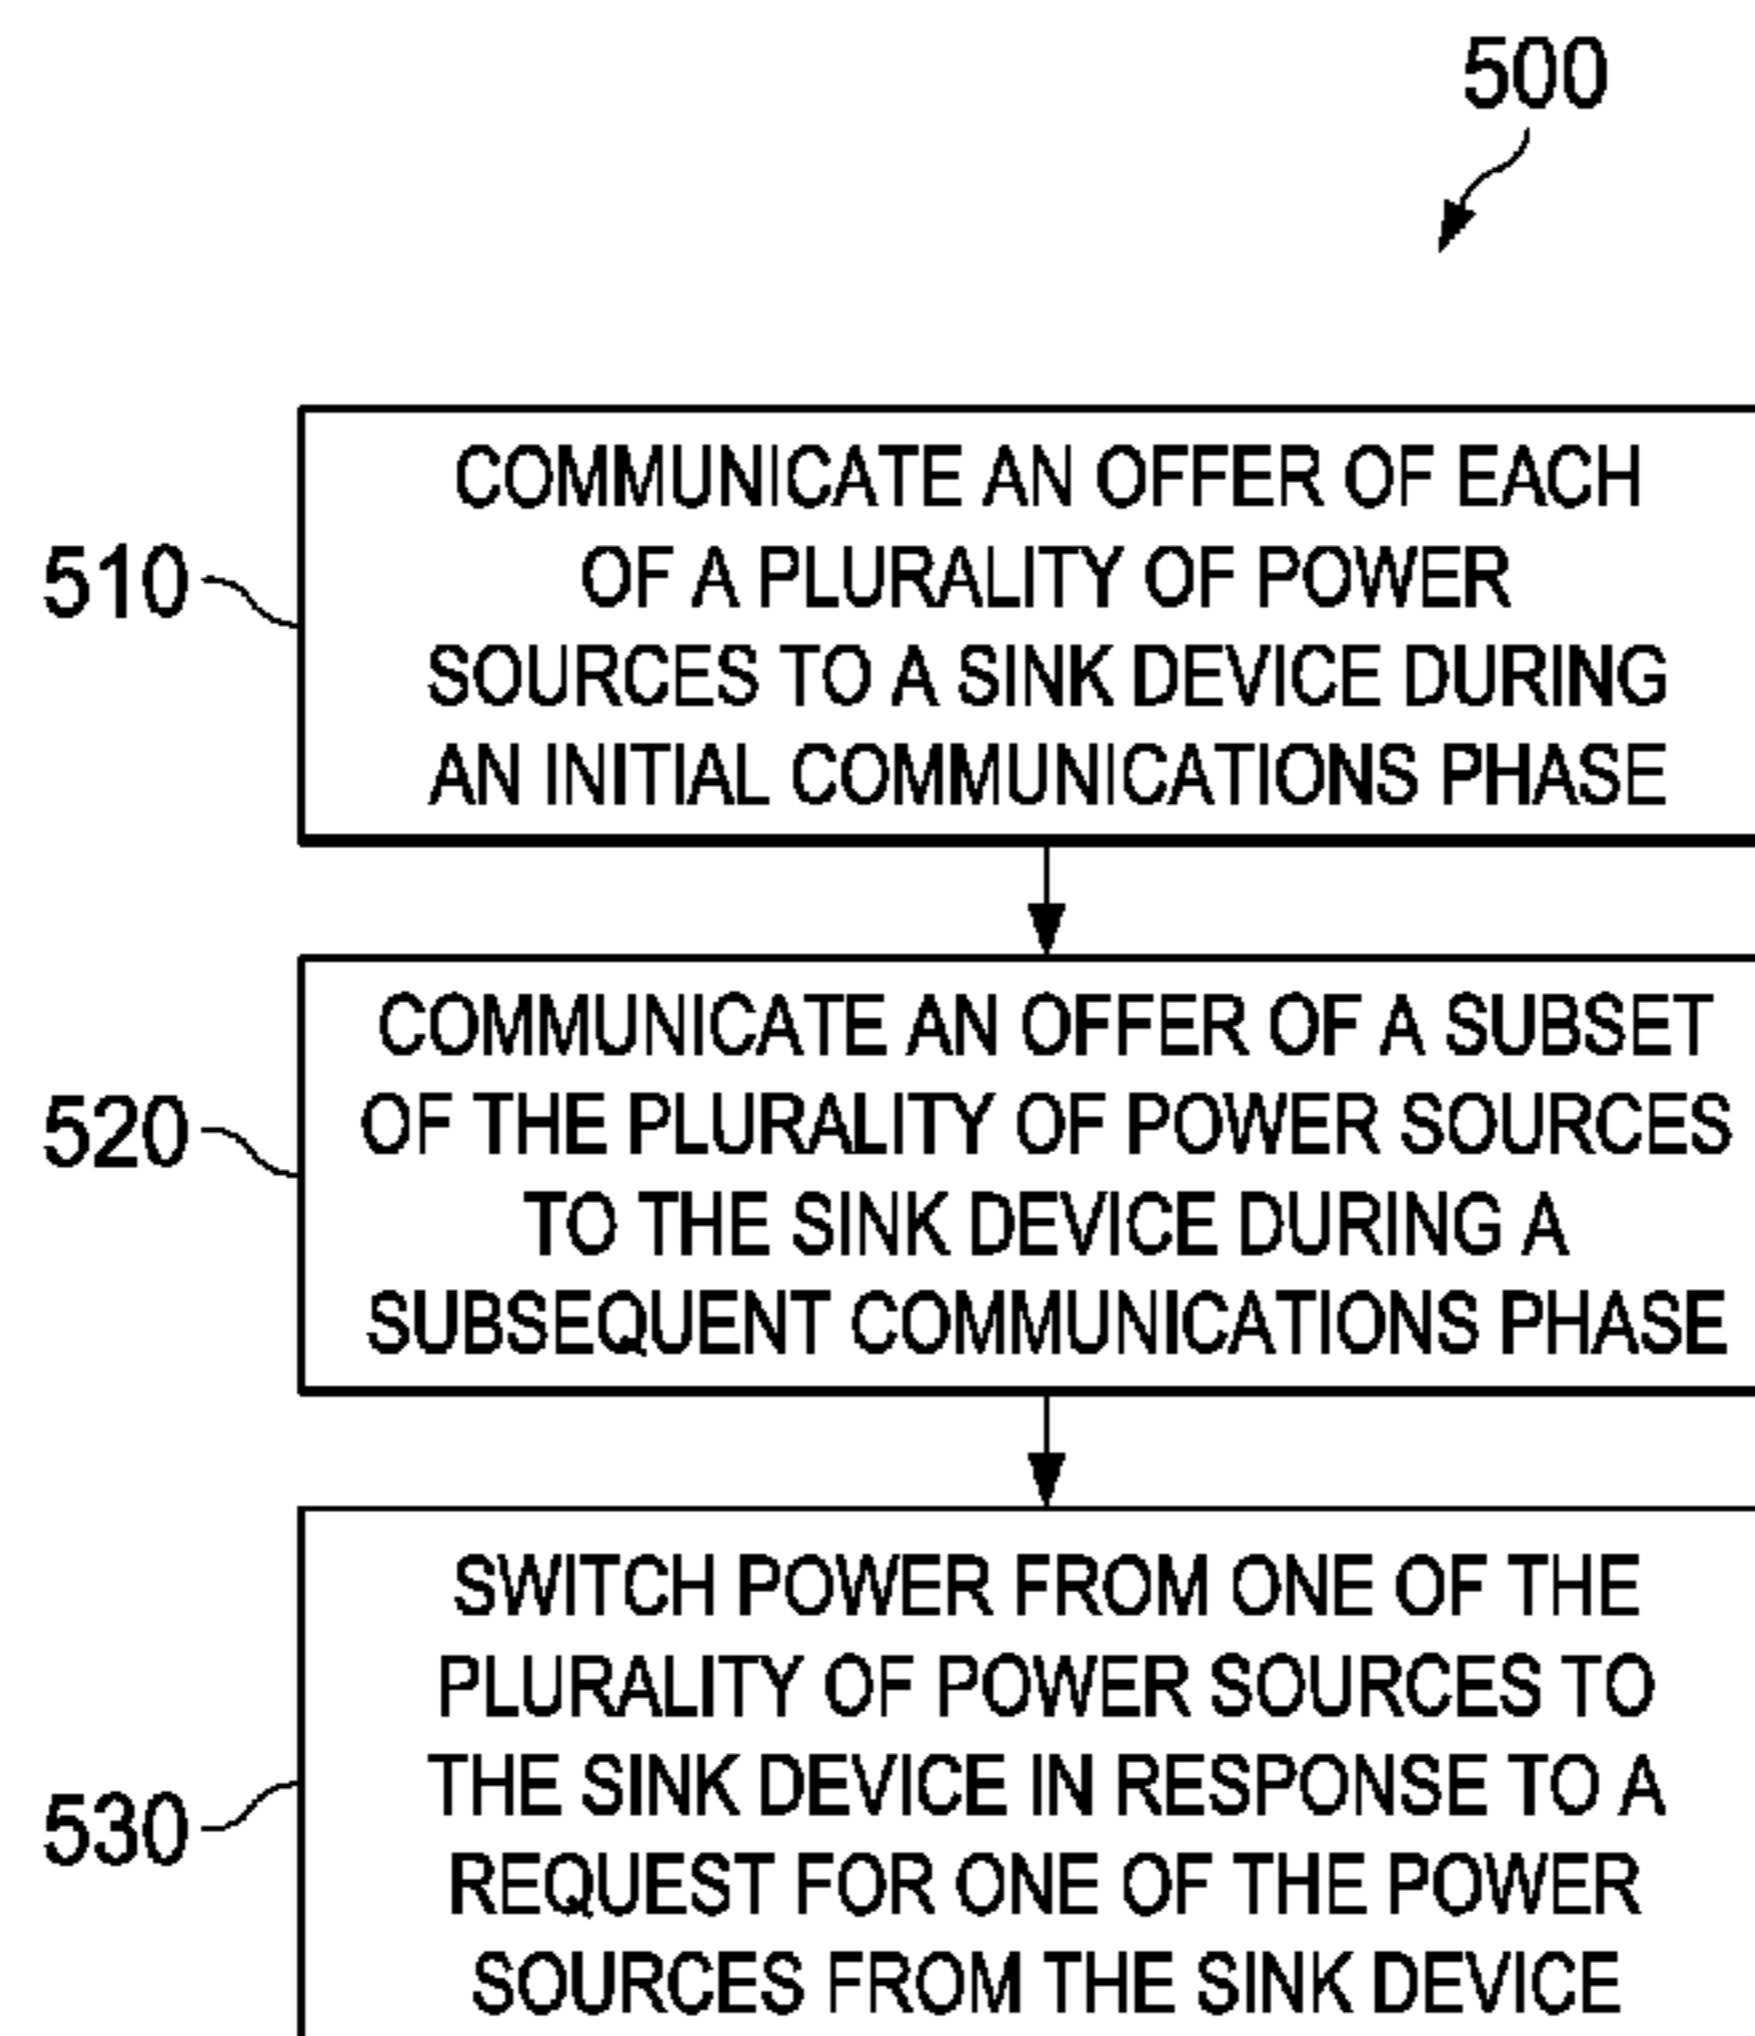 500
COMMUNICATE AN OFFER OF EACH
OF A PLURALITY OF POWER
SOURCES TO A SINK DEVICE DURING
AN INITIAL COMMUNICATIONS PHASE
510
COMMUNICATE AN OFFER OF A SUBSET
OF THE PLURALITY OF POWER SOURCES
TO THE SINK DEVICE DURING A
SUBSEQUENT COMMUNICATIONS PHASE
520
SWITCH POWER FROM ONE OF THE
PLURALITY OF POWER SOURCES TO
THE SINK DEVICE IN RESPONSE TO A
REQUEST FOR ONE OF THE POWER
SOURCES FROM THE SINK DEVICE
530